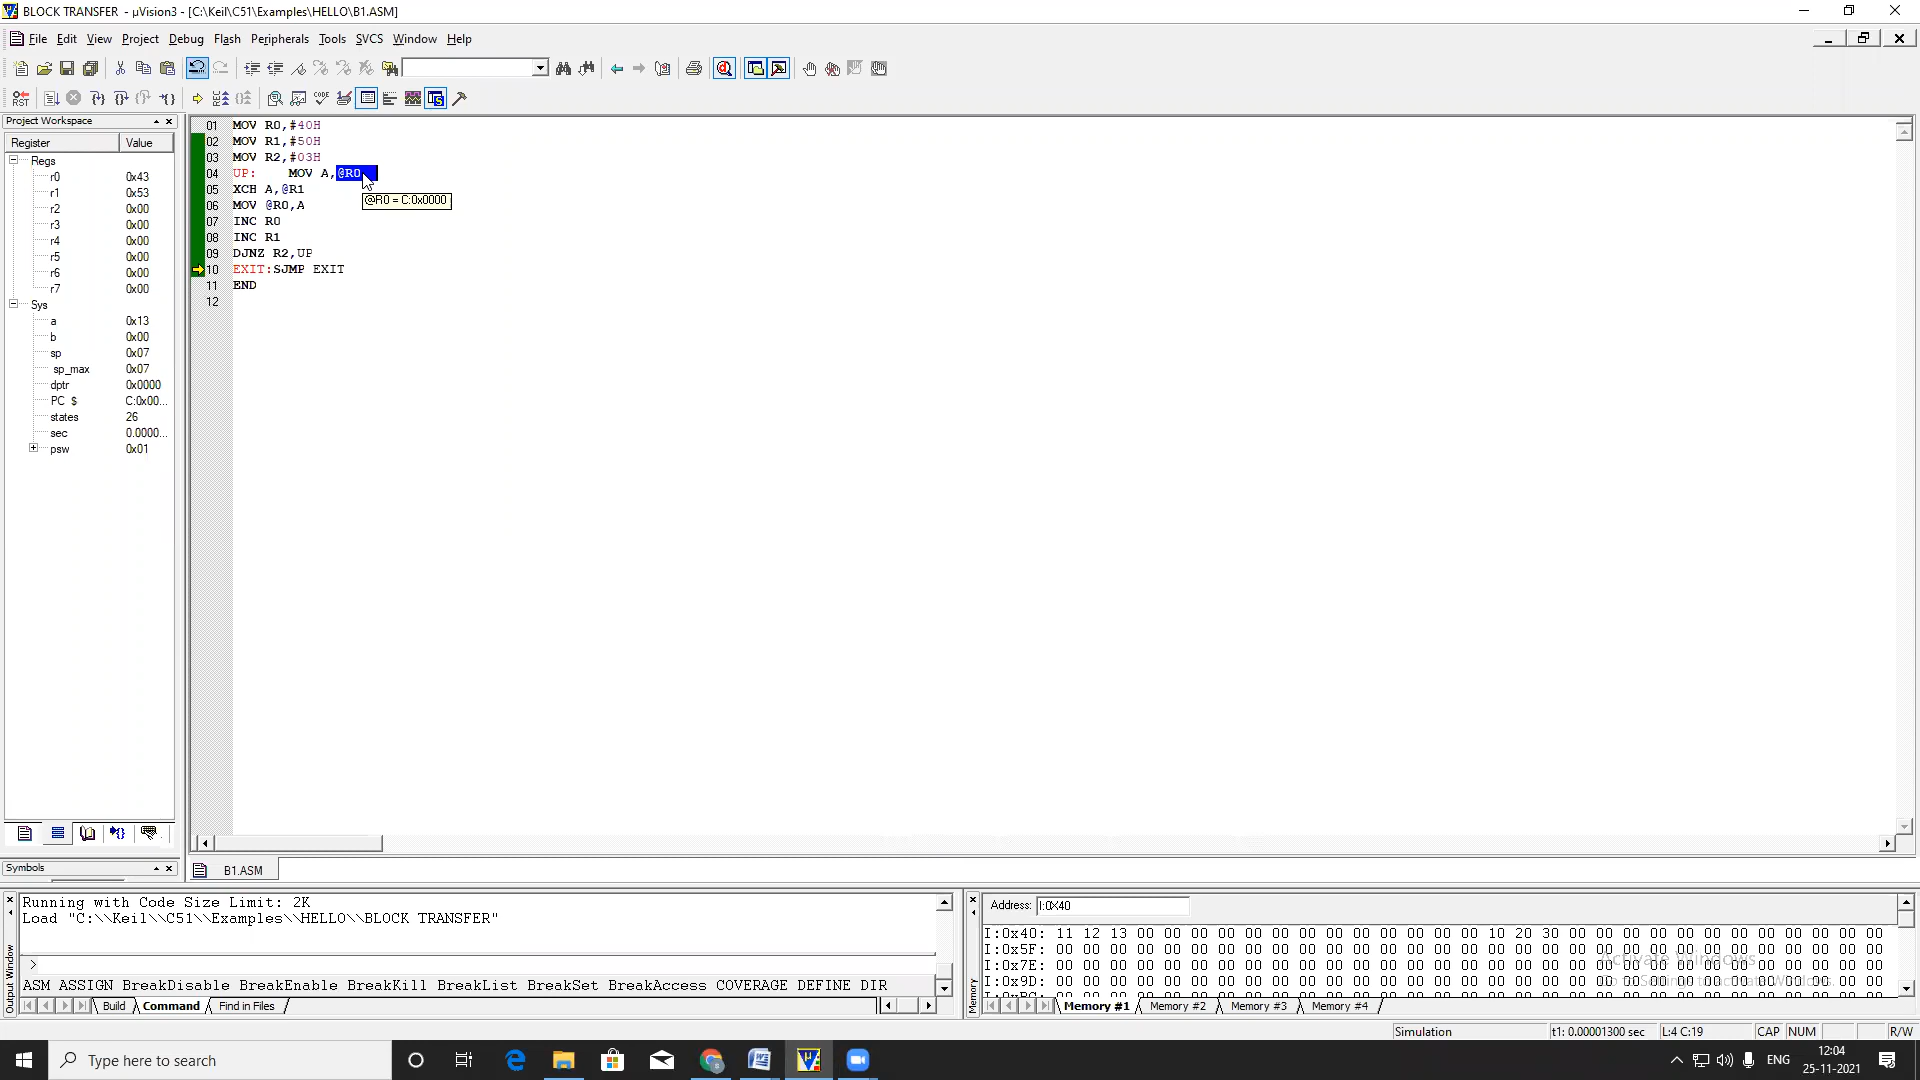 BLOCK TRANSFER - µVision3 - [C:\Keil\C51\Examples\HELLO\B1.ASM]
File Edit View Project Debug Flash Peripherals Tools SVCS Window Help
Project Workspace
Register Value
Regs
r0 0x43
r1 0x53
r2 0x00
r3 0x00
r4 0x00
r5 0x00
r6 0x00
r7 0x00
Sys
a 0x13
b 0x00
sp 0x07
sp_max 0x07
dptr 0x0000
PC $ C:0x00...
states 26
sec 0.0000...
psw 0x01
Symbols
01 MOV R0,#40H
02 MOV R1,#50H
03 MOV R2,#03H
04 UP: MOV A,@R0
05 XCH A,@R1
06 MOV @R0,A
07 INC R0
08 INC R1
09 DJNZ R2,UP
10 EXIT:SJMP EXIT
11 END
12
@R0 = C:0x0000
B1.ASM
Output Window
Running with Code Size Limit: 2K
Load "C:\\Keil\\C51\\Examples\\HELLO\\BLOCK TRANSFER"
>
ASM ASSIGN BreakDisable BreakEnable BreakKill BreakList BreakSet BreakAccess COVERAGE DEFINE DIR
Build Command Find in Files
Memory
Address: I:0X40
I:0x40: 11 12 13 00 00 00 00 00 00 00 00 00 00 00 00 00 10 20 30 00 00 00 00 00 00 00 00 00 00 00 00
I:0x5F: 00 00 00 00 00 00 00 00 00 00 00 00 00 00 00 00 00 00 00 00 00 00 00 00 00 00 00 00 00 00 00
I:0x7E: 00 00 00 00 00 00 00 00 00 00 00 00 00 00 00 00 00 00 00 00 00 00 00 00 00 00 00 00 00 00 00
I:0x9D: 00 00 00 00 00 00 00 00 00 00 00 00 00 00 00 00 00 00 00 00 00 00 00 00 00 00 00 00 00 00 00
Activate Windows
Memory #1 Memory #2 Memory #3 Memory #4
Simulation t1: 0.00001300 sec L:4 C:19 CAP NUM R/W
Type here to search
ENG 12:04
25-11-2021